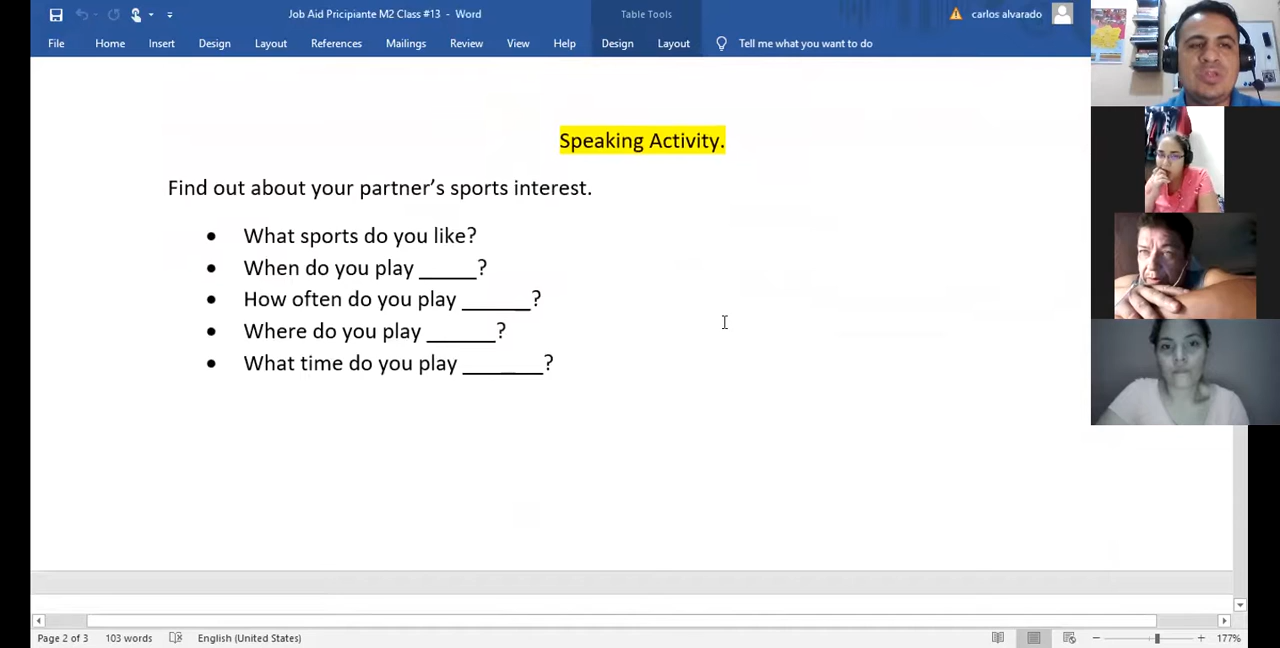 Job Aid Pricipiante M2 Class #13 - Word
Table Tools
carlos alvarado
File Home Insert Design Layout References Mailings Review View Help Design Layout Tell me what you want to do
Speaking Activity.
Find out about your partner's sports interest.
What sports do you like?
When do you play _____?
How often do you play ______?
Where do you play ______?
What time do you play _______?
Page 2 of 3 103 words English (United States) 177%